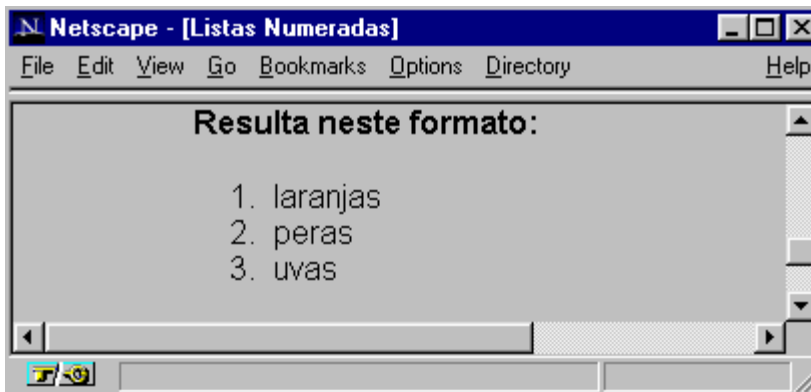 Netscape - [Listas Numeradas]
File Edit View Go Bookmarks Options Directory Help
Resulta neste formato:
1. laranjas
2. peras
3. uvas